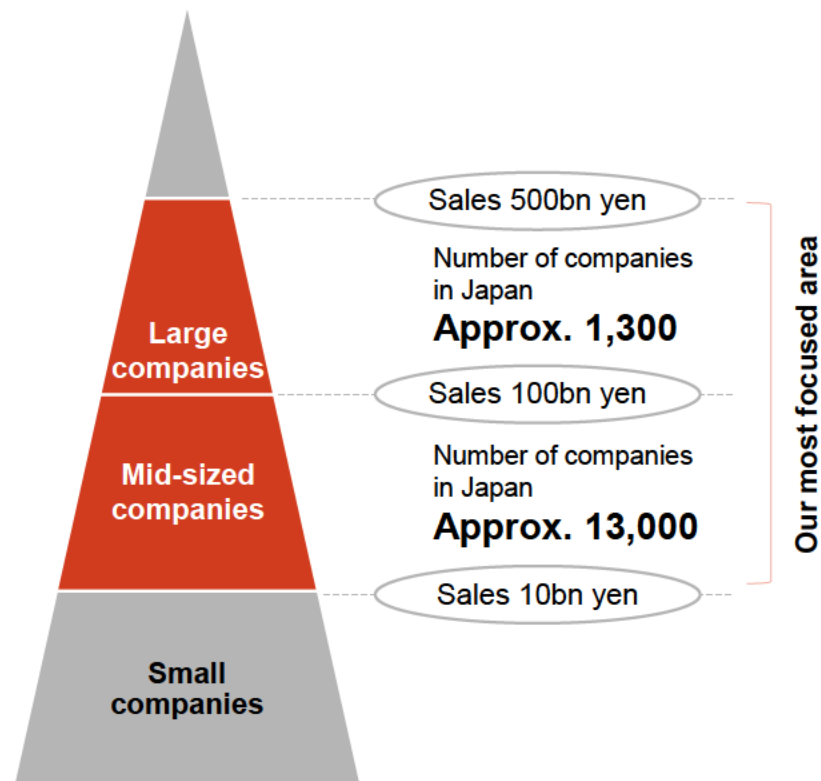 Sales 500bn yen
Number of companies
in Japan
Approx. 1,300
Large
companies
Sales 100bn yen
Mid-sized
companies
Number of companies
in Japan
Approx. 13,000
Sales 10bn yen
Small
companies
Our most focused area